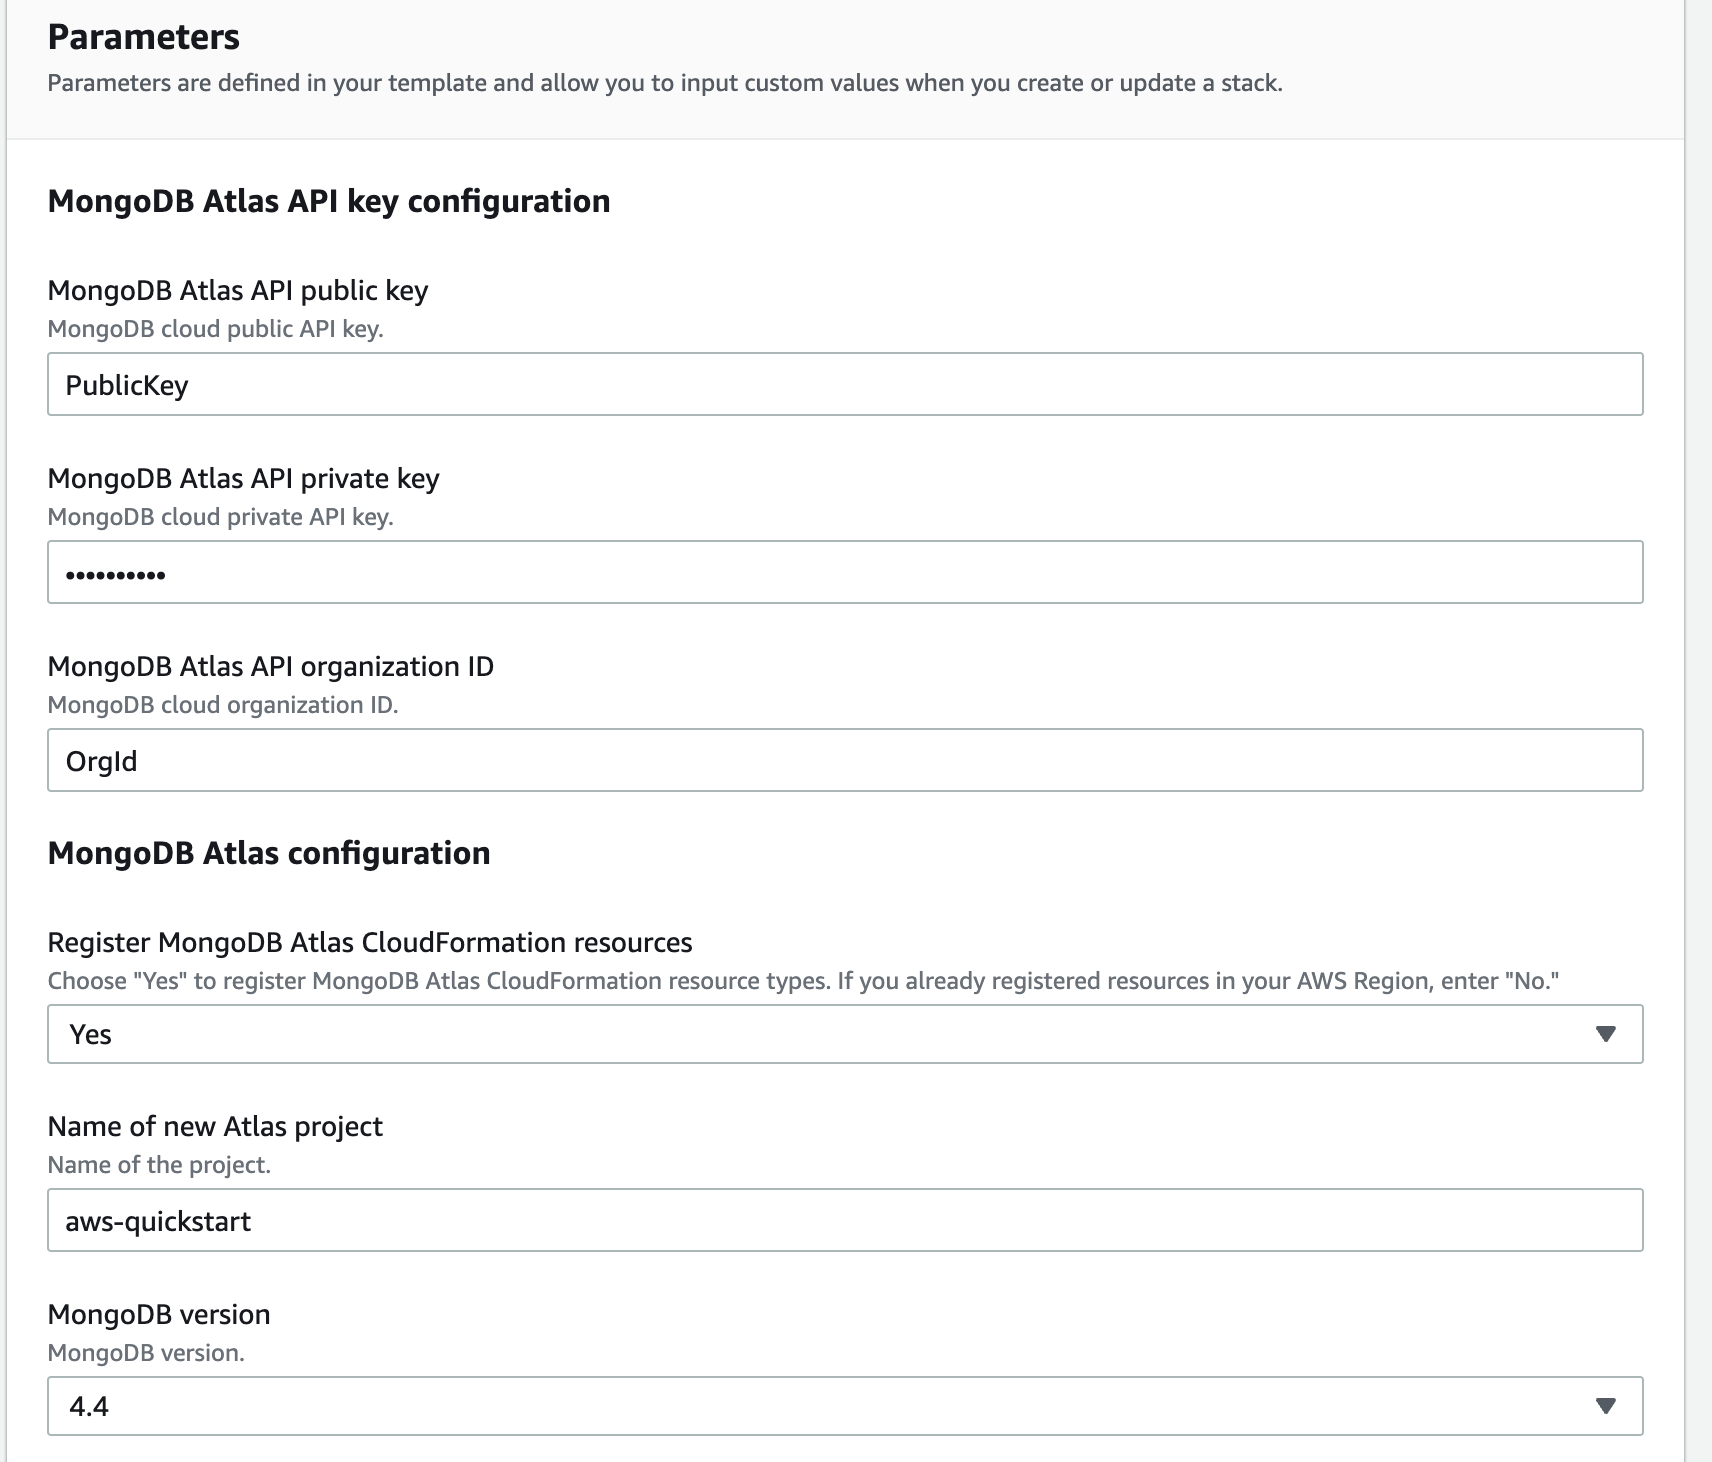 Parameters
Parameters are defined in your template and allow you to input custom values when you create or update a stack.
MongoDB Atlas API key configuration
MongoDB Atlas API public key
MongoDB cloud public API key.
PublicKey
MongoDB Atlas API private key
MongoDB cloud private API key.
••••••••••
MongoDB Atlas API organization ID
MongoDB cloud organization ID.
OrgId
MongoDB Atlas configuration
Register MongoDB Atlas CloudFormation resources
Choose "Yes" to register MongoDB Atlas CloudFormation resource types. If you already registered resources in your AWS Region, enter "No."
Yes
Name of new Atlas project
Name of the project.
aws-quickstart
MongoDB version
MongoDB version.
4.4